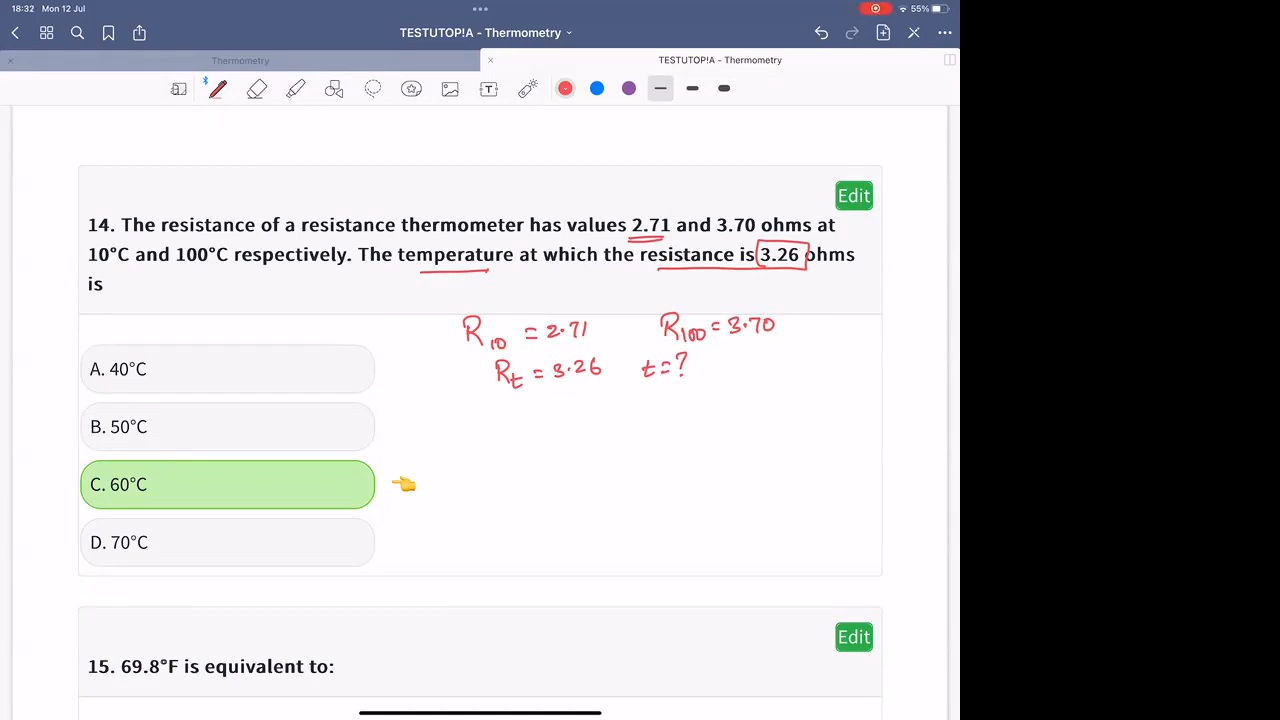 18:32 Mon 12 Jul
55%
TESTUTOP!A - Thermometry
Thermometry
TESTUTOP!A - Thermometry
Edit
14. The resistance of a resistance thermometer has values 2.71 and 3.70 ohms at
10°C and 100°C respectively. The temperature at which the resistance is 3.26 ohms
is
R10 = 2.71 R100 = 3.70
Rt = 3.26 t = ?
A. 40°C
B. 50°C
C. 60°C
D. 70°C
Edit
15. 69.8°F is equivalent to: